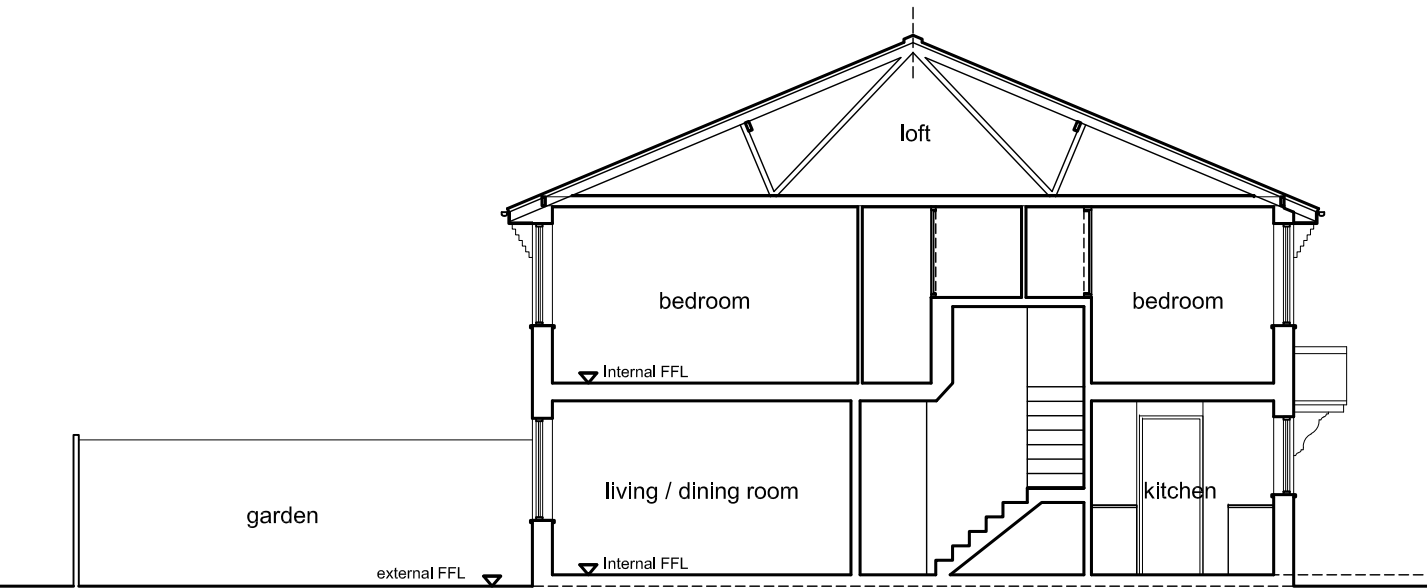 loft
bedroom
bedroom
Internal FFL
living / dining room
kitchen
garden
Internal FFL
external FFL